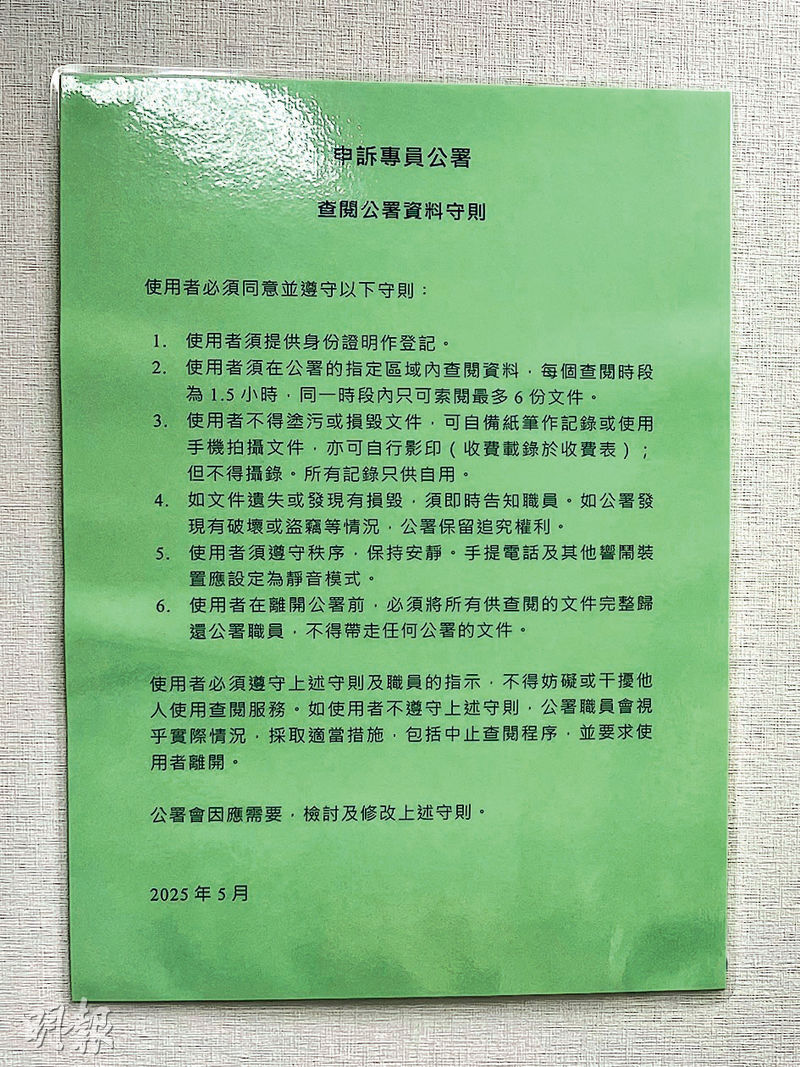 申訴專員公署
查閱公署資料守則
使用者必須同意並遵守以下守則：
1. 使用者須提供身份證明作登記。
2. 使用者須在公署的指定區域內查閱資料，每個查閱時段
為 1.5 小時，同一時段內只可索閱最多 6 份文件。
3. 使用者不得塗污或損毀文件，可自備紙筆作記錄或使用
手機拍攝文件，亦可自行影印（收費載錄於收費表）；
但不得攝錄。所有記錄只供自用。
4. 如文件遺失或發現有損毀，須即時告知職員。如公署發
現有破壞或盜竊等情況，公署保留追究權利。
5. 使用者須遵守秩序，保持安靜。手提電話及其他響鬧裝
置應設定為靜音模式。
6. 使用者在離開公署前，必須將所有供查閱的文件完整歸
還公署職員，不得帶走任何公署的文件。
使用者必須遵守上述守則及職員的指示，不得妨礙或干擾他
人使用查閱服務。如使用者不遵守上述守則，公署職員會視
乎實際情況，採取適當措施，包括中止查閱程序，並要求使
用者離開。
公署會因應需要，檢討及修改上述守則。
2025 年 5 月
明報